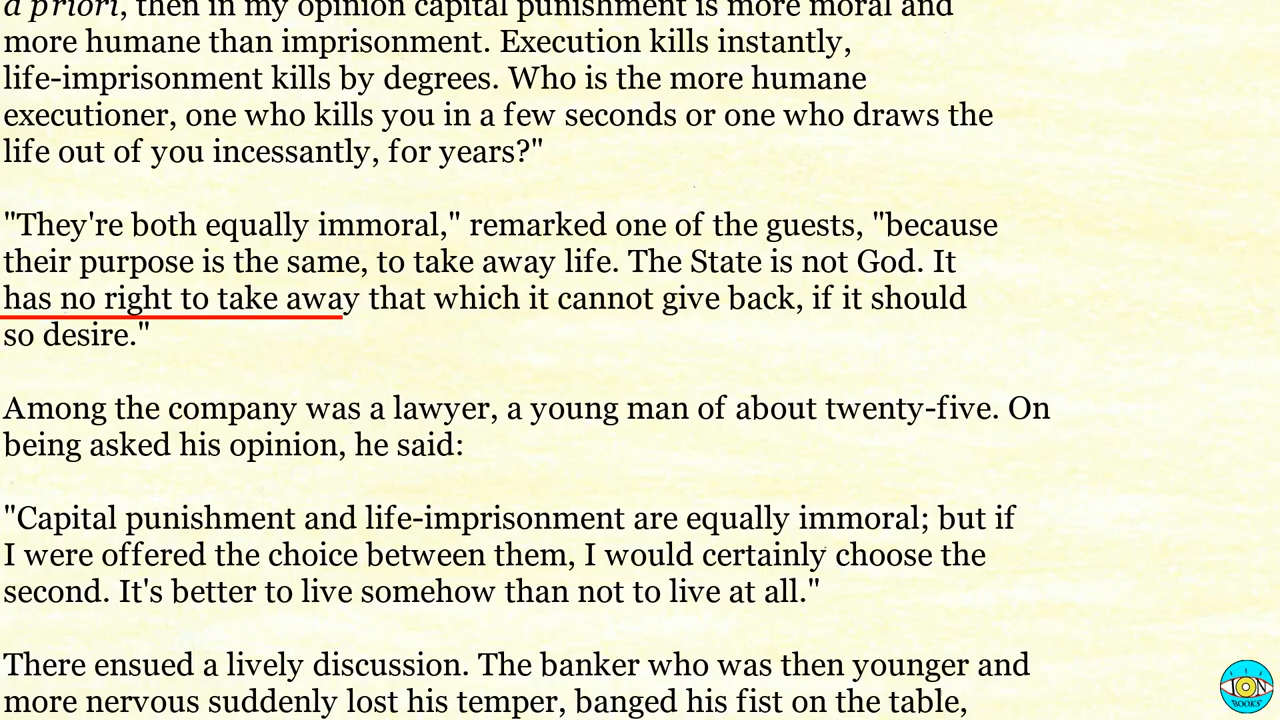 a priori, then in my opinion capital punishment is more moral and
more humane than imprisonment. Execution kills instantly,
life-imprisonment kills by degrees. Who is the more humane
executioner, one who kills you in a few seconds or one who draws the
life out of you incessantly, for years?"
"They're both equally immoral," remarked one of the guests, "because
their purpose is the same, to take away life. The State is not God. It
has no right to take away that which it cannot give back, if it should
so desire."
Among the company was a lawyer, a young man of about twenty-five. On
being asked his opinion, he said:
"Capital punishment and life-imprisonment are equally immoral; but if
I were offered the choice between them, I would certainly choose the
second. It's better to live somehow than not to live at all."
There ensued a lively discussion. The banker who was then younger and
more nervous suddenly lost his temper, banged his fist on the table,
ION
BOOKS